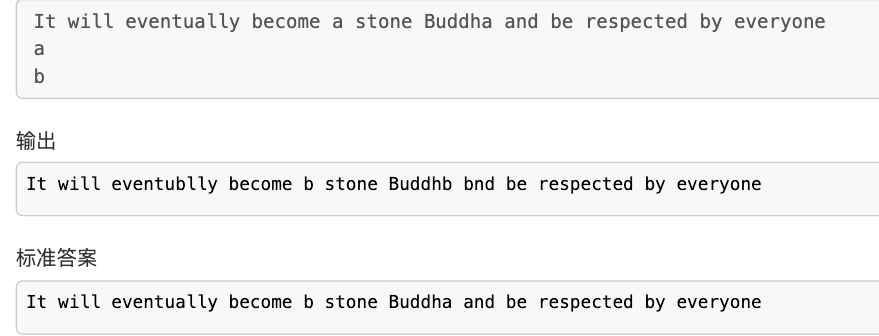 It will eventually become a stone Buddha and be respected by everyone
a
b
输出
It will eventublly become b stone Buddhb bnd be respected by everyone
标准答案
It will eventually become b stone Buddha and be respected by everyone